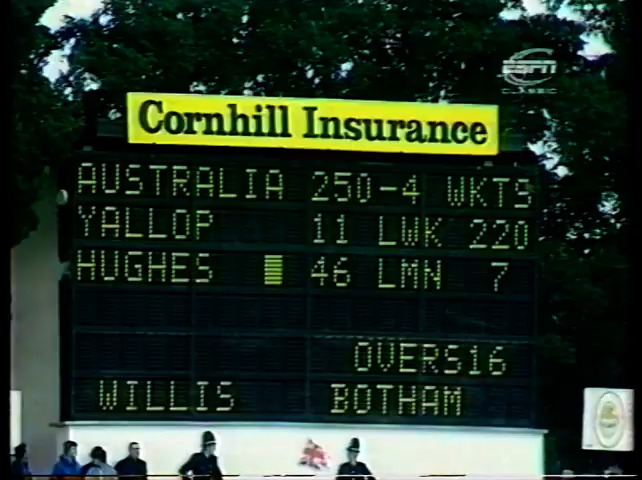 ESPN
CLASSIC
Cornhill Insurance
AUSTRALIA 250-4 WKTS
YALLOP 11 LWK 220
HUGHES 46 LMN 7
OVERS16
WILLIS BOTHAM